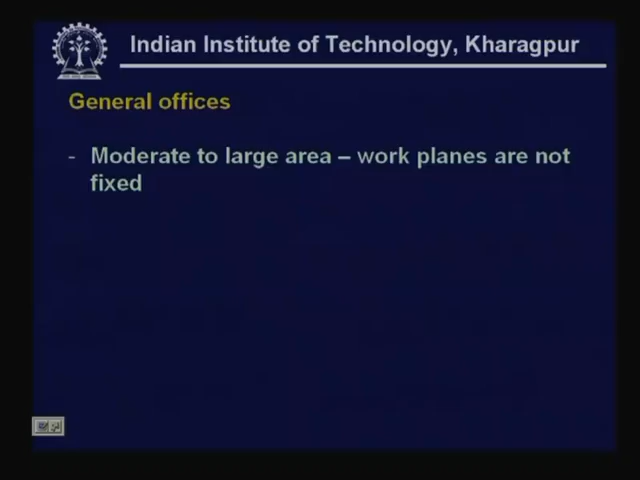 Indian Institute of Technology, Kharagpur
General offices
- Moderate to large area – work planes are not
fixed